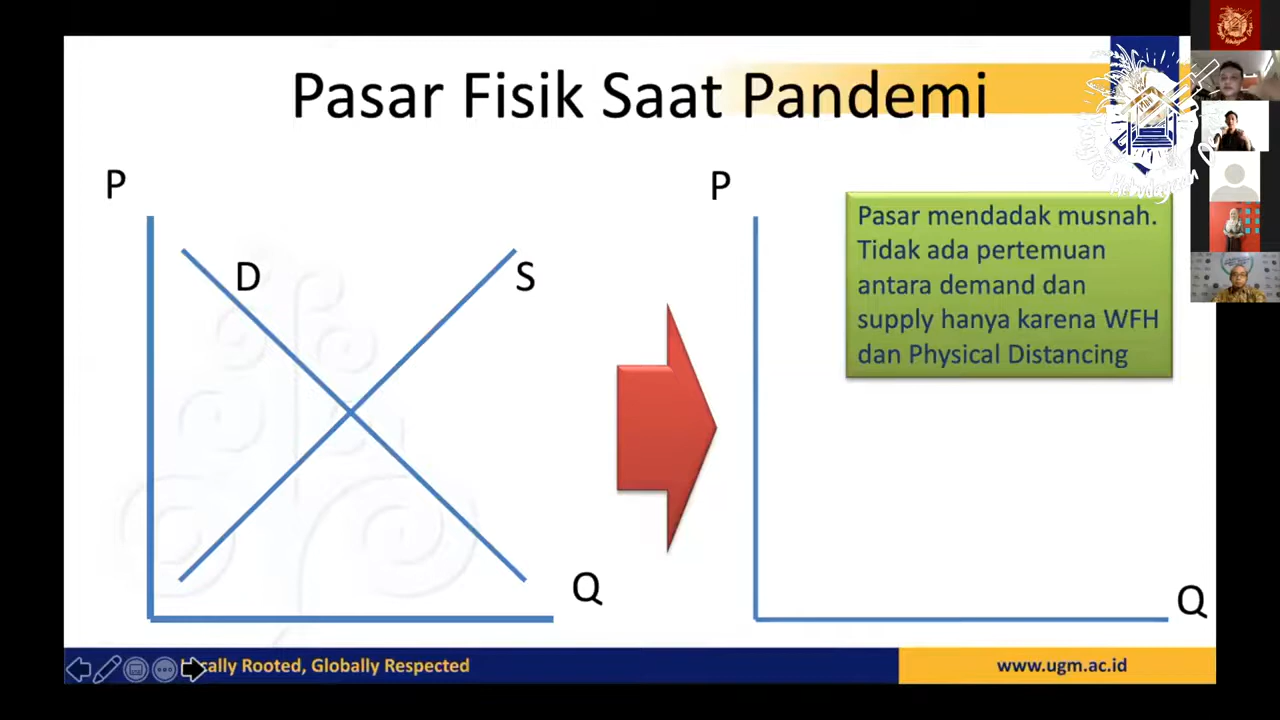 Pasar Fisik Saat Pandemi
P
D
S
Q
P
Pasar mendadak musnah.
Tidak ada pertemuan
antara demand dan
supply hanya karena WFH
dan Physical Distancing
Q
Rooted, Globally Respected
www.ugm.ac.id